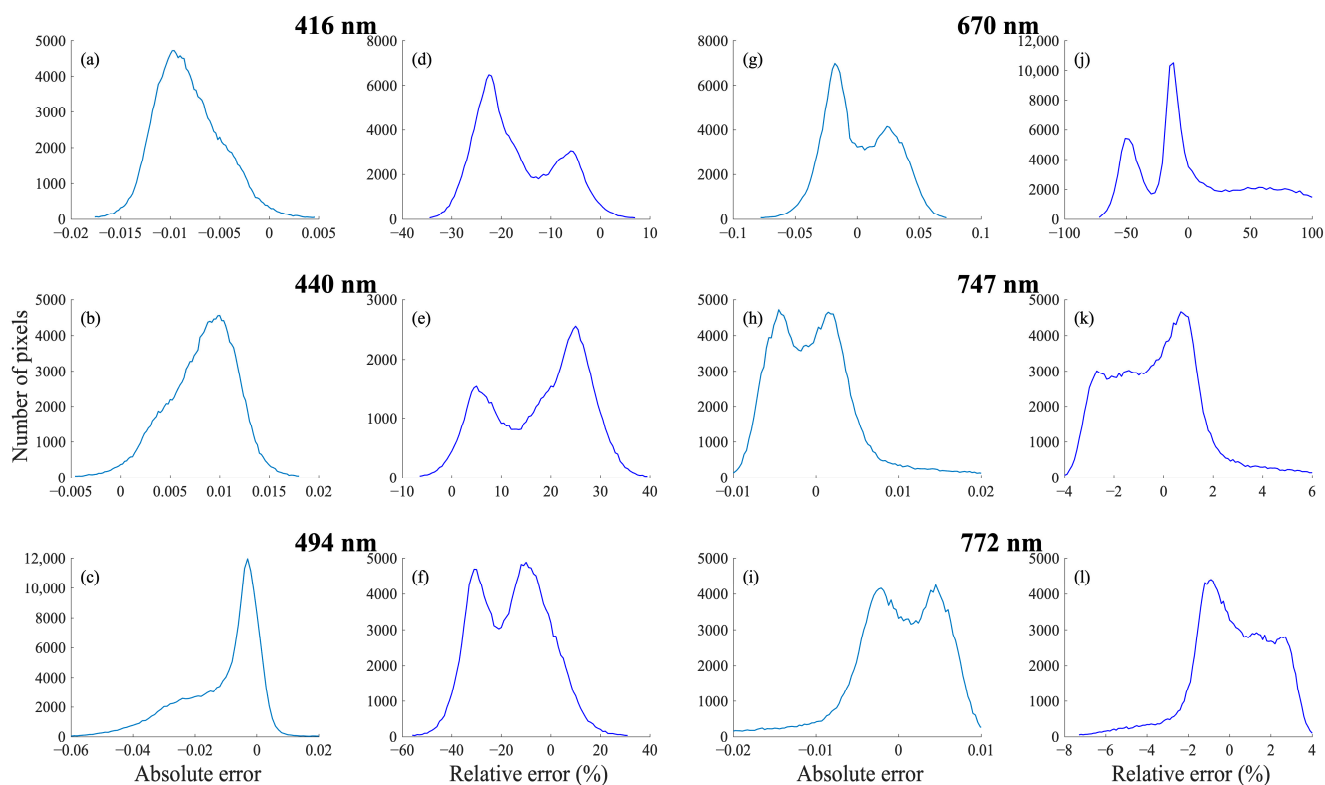 416 nm
670 nm
5000
4000
3000
2000
1000
0
(a)
−0.02 −0.015 −0.01 −0.005 0 0.005
8000
6000
4000
2000
0
(d)
−40 −30 −20 −10 0 10
8000
6000
4000
2000
0
(g)
−0.1 −0.05 0 0.05 0.1
12,000
10,000
8000
6000
4000
2000
0
(j)
−100 −50 0 50 100
440 nm
747 nm
Number of pixels
5000
4000
3000
2000
1000
0
(b)
−0.005 0 0.005 0.01 0.015 0.02
3000
2000
1000
0
(e)
−10 0 10 20 30 40
5000
4000
3000
2000
1000
0
(h)
−0.01 0 0.01 0.02
5000
4000
3000
2000
1000
0
(k)
−4 −2 0 2 4 6
494 nm
772 nm
12,000
10,000
8000
6000
4000
2000
0
(c)
−0.06 −0.04 −0.02 0 0.02
Absolute error
5000
4000
3000
2000
1000
0
(f)
−60 −40 −20 0 20 40
Relative error (%)
5000
4000
3000
2000
1000
0
(i)
−0.02 −0.01 0 0.01
Absolute error
5000
4000
3000
2000
1000
0
(l)
−8 −6 −4 −2 0 2 4
Relative error (%)